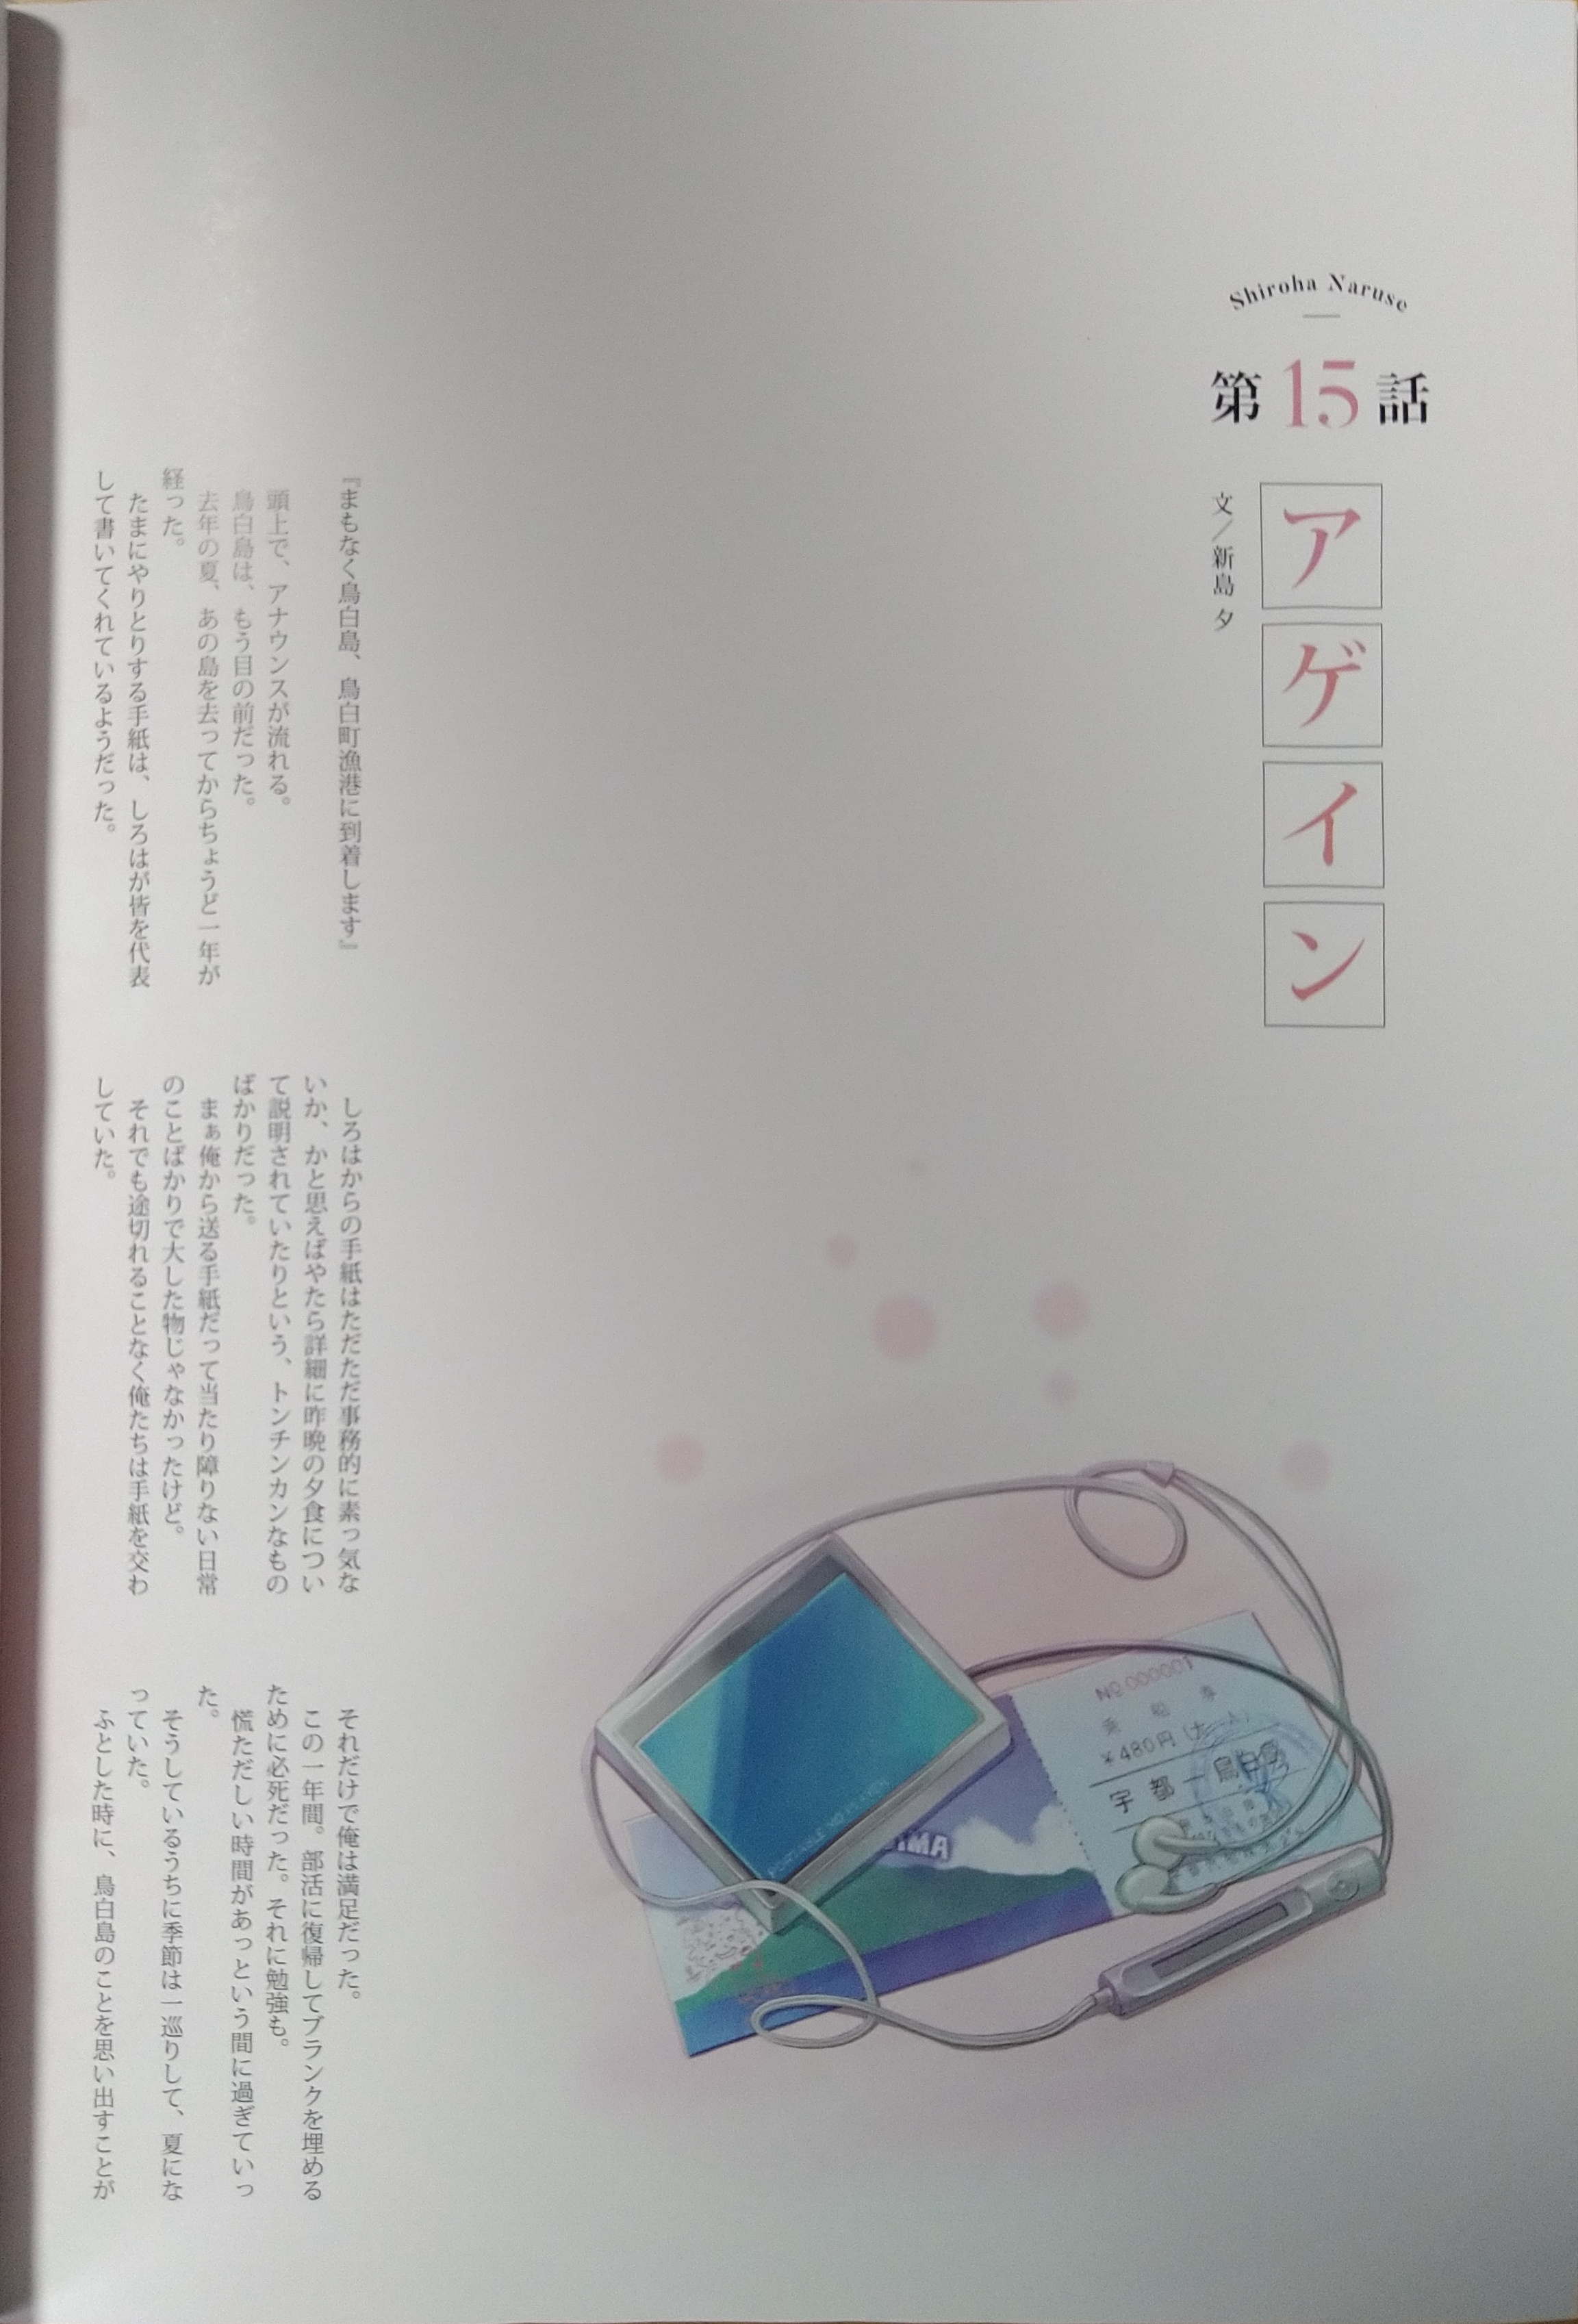 Shiroha Naruse
第15話
アゲイン
文／新島 夕
『まもなく鳥白島、鳥白町漁港に到着します』
頭上で、アナウンスが流れる。
鳥白島は、もう目の前だった。
去年の夏、あの島を去ってからちょうど一年が
経った。
たまにやりとりする手紙は、しろはが皆を代表
して書いてくれているようだった。
しろはからの手紙はただただ事務的に素っ気な
いか、かと思えばやたら詳細に昨晩の夕食につい
て説明されていたりという、トンチンカンなもの
ばかりだった。
まぁ俺から送る手紙だって当たり障りない日常
のことばかりで大した物じゃなかったけど。
それでも途切れることなく俺たちは手紙を交わ
していた。
それだけで俺は満足だった。
この一年間。部活に復帰してブランクを埋める
ために必死だった。それに勉強も。
慌ただしい時間があっという間に過ぎていっ
た。
そうしているうちに季節は一巡りして、夏にな
っていた。
ふとした時に、鳥白島のことを思い出すことが
№000001
乗船券
¥480円(大人)
宇都ー鳥白島
IMA